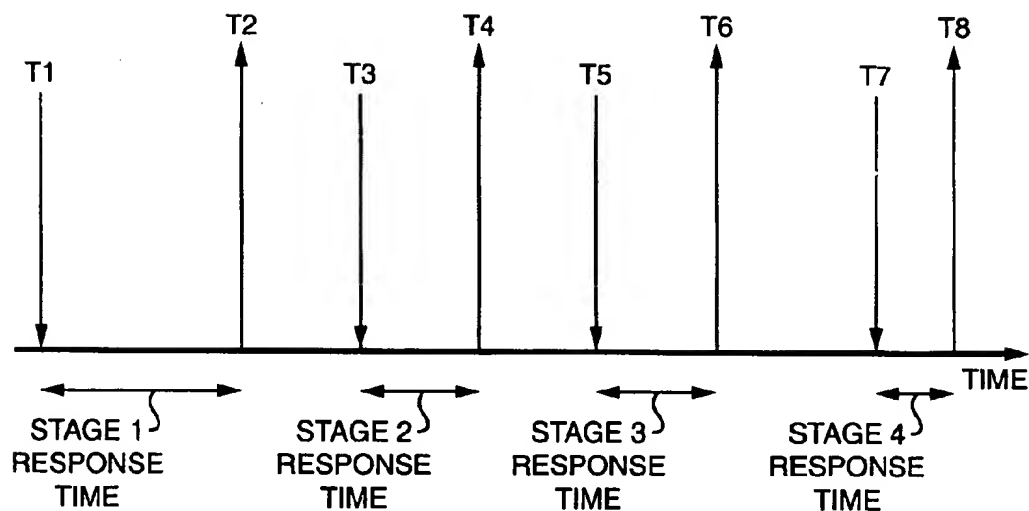 T2
T4
T6
T8
T1
T3
T5
T7
TIME
STAGE 1
RESPONSE
TIME
STAGE 2
RESPONSE
TIME
STAGE 3
RESPONSE
TIME
STAGE 4
RESPONSE
TIME